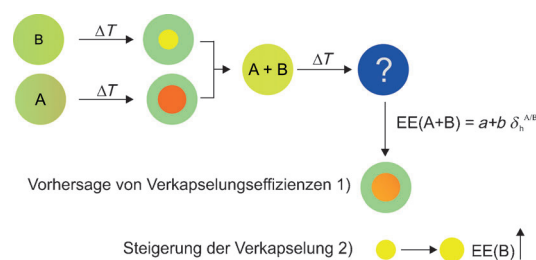 B ΔT
A + B ΔT ?
A ΔT
EE(A+B) = a+b δh^A/B
Vorhersage von Verkapselungseffizienzen 1)
Steigerung der Verkapselung 2) EE(B)